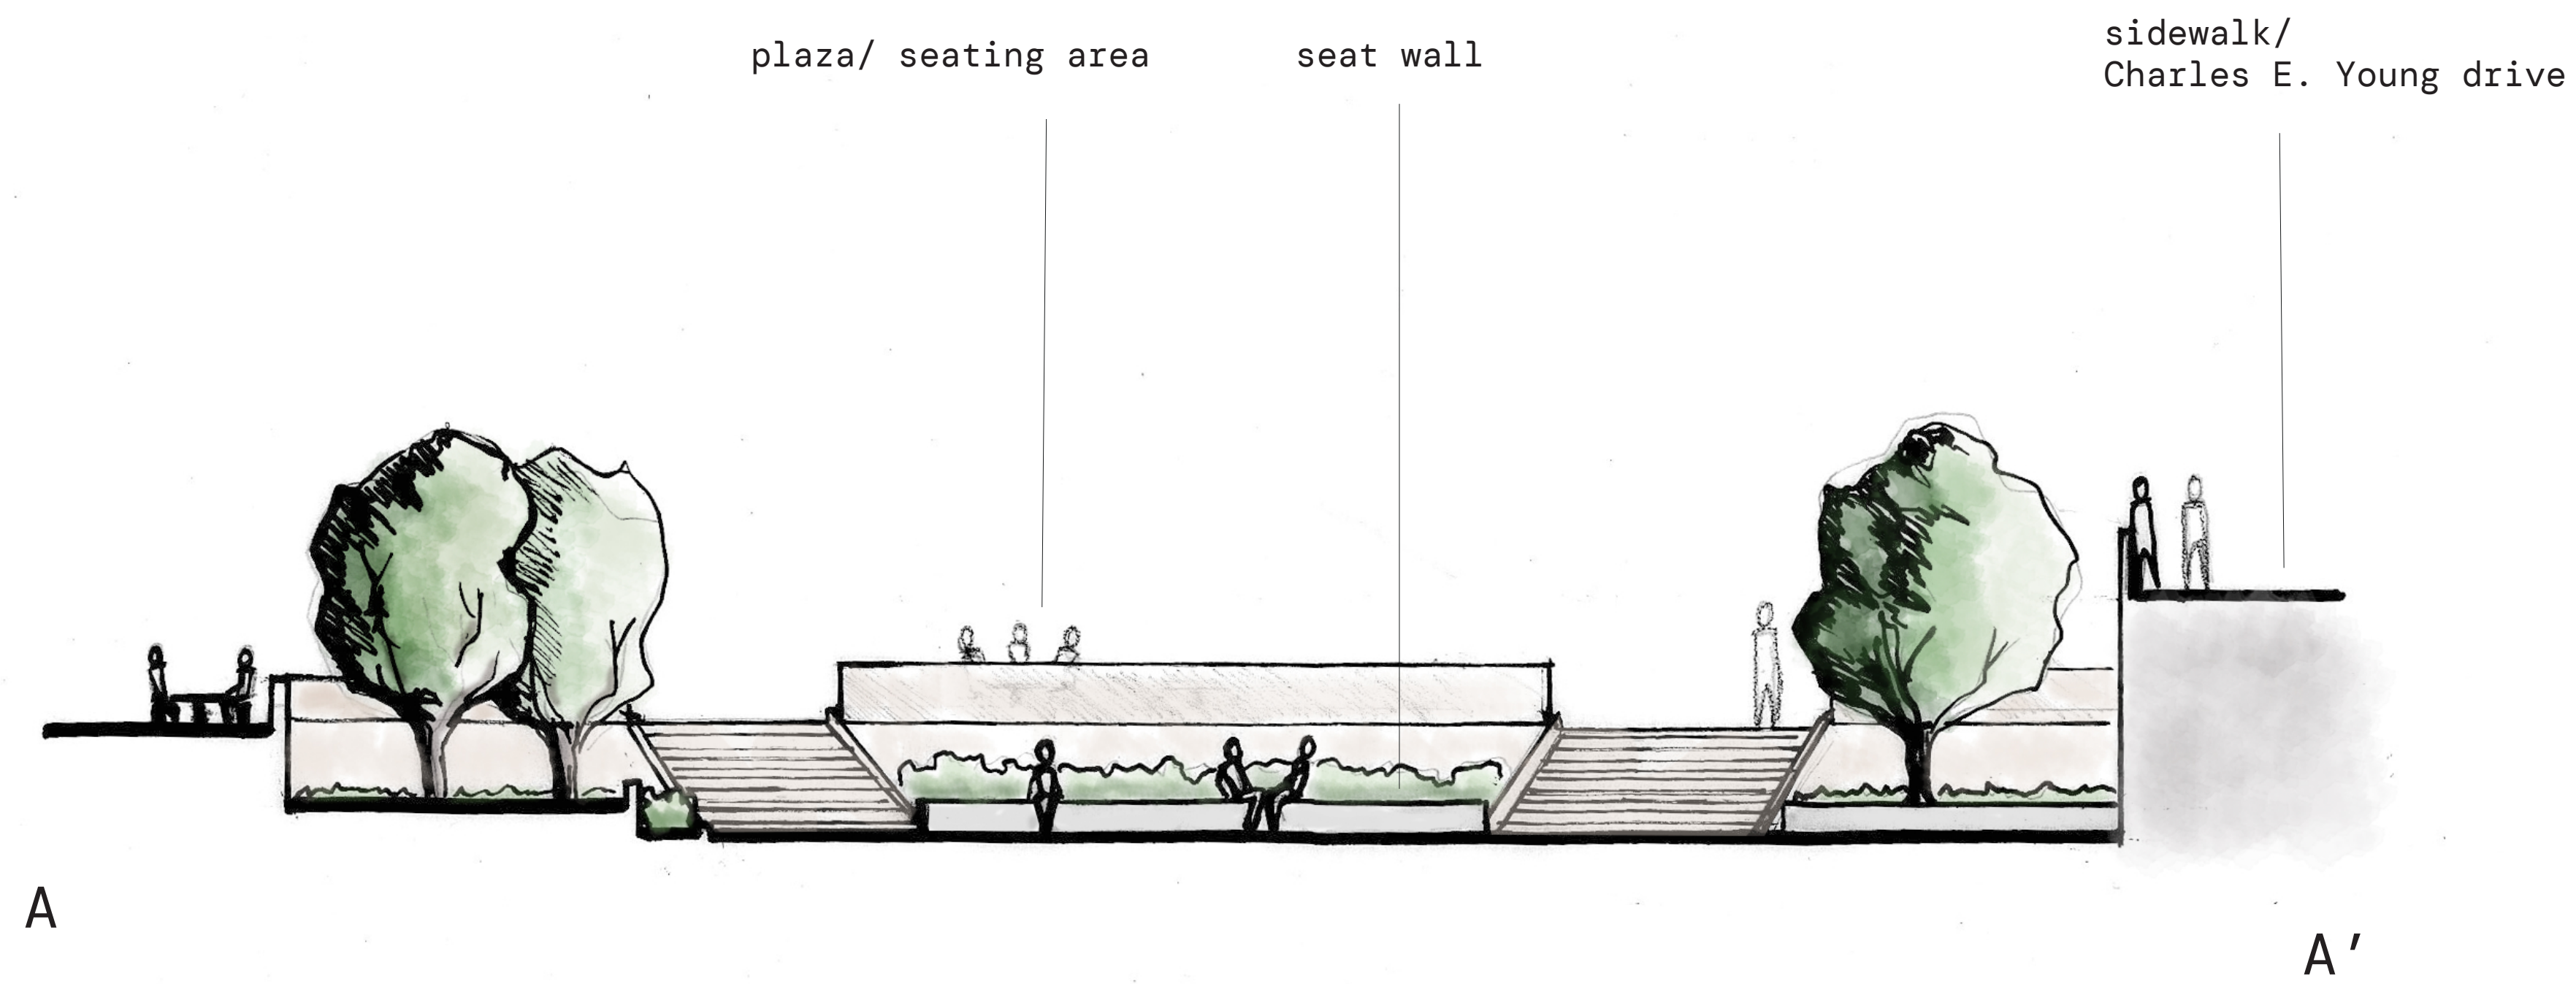 plaza/ seating area
seat wall
sidewalk/
Charles E. Young drive
A
A’